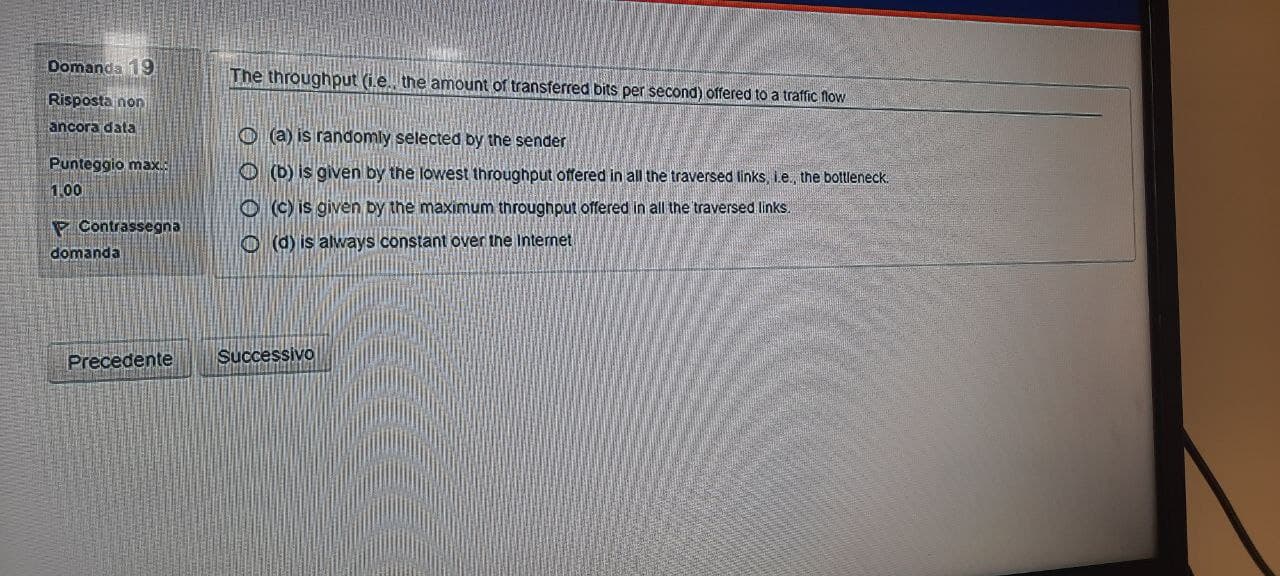 Domanda 19
Risposta non
ancora data
Punteggio max.:
1,00
Contrassegna
domanda
The throughput (i.e., the amount of transferred bits per second) offered to a traffic flow
(a) is randomly selected by the sender
(b) is given by the lowest throughput offered in all the traversed links, i.e., the bottleneck.
(c) is given by the maximum throughput offered in all the traversed links.
(d) is always constant over the Internet
Precedente
Successivo